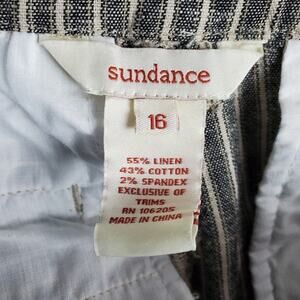 sundance
16
55% LINEN
43% COTTON
2% SPANDEX
EXCLUSIVE OF
TRIMS
RN 106205
MADE IN CHINA